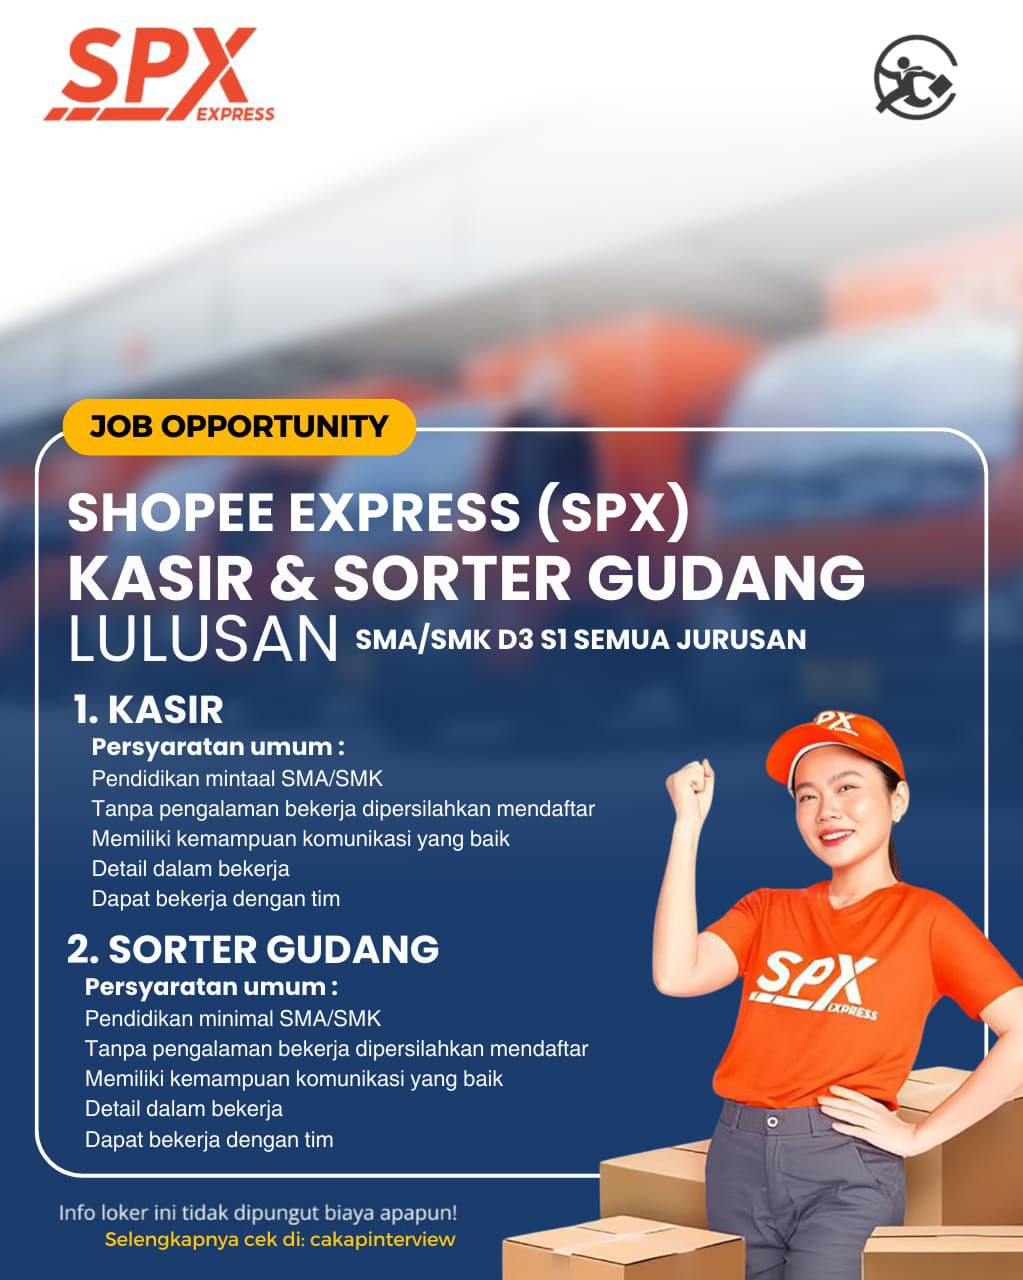 SPX
EXPRESS
JOB OPPORTUNITY
SHOPEE EXPRESS (SPX)
KASIR & SORTER GUDANG
LULUSAN SMA/SMK D3 S1 SEMUA JURUSAN
1. KASIR
Persyaratan umum :
Pendidikan mintaal SMA/SMK
Tanpa pengalaman bekerja dipersilahkan mendaftar
Memiliki kemampuan komunikasi yang baik
Detail dalam bekerja
Dapat bekerja dengan tim
2. SORTER GUDANG
Persyaratan umum :
Pendidikan minimal SMA/SMK
Tanpa pengalaman bekerja dipersilahkan mendaftar
Memiliki kemampuan komunikasi yang baik
Detail dalam bekerja
Dapat bekerja dengan tim
SPX
SPX
EXPRESS
Info loker ini tidak dipungut biaya apapun!
Selengkapnya cek di: cakapinterview